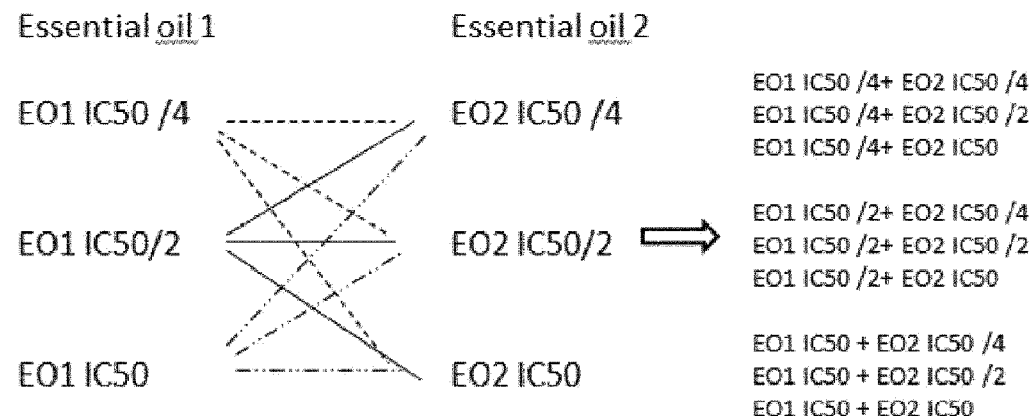 Essential oil 1
Essential oil 2
EO1 IC50 /4
EO2 IC50 /4
EO1 IC50/2
EO2 IC50/2
EO1 IC50
EO2 IC50
EO1 IC50 /4+ EO2 IC50 /4
EO1 IC50 /4+ EO2 IC50 /2
EO1 IC50 /4+ EO2 IC50
EO1 IC50 /2+ EO2 IC50 /4
EO1 IC50 /2+ EO2 IC50 /2
EO1 IC50 /2+ EO2 IC50
EO1 IC50 + EO2 IC50 /4
EO1 IC50 + EO2 IC50 /2
EO1 IC50 + EO2 IC50